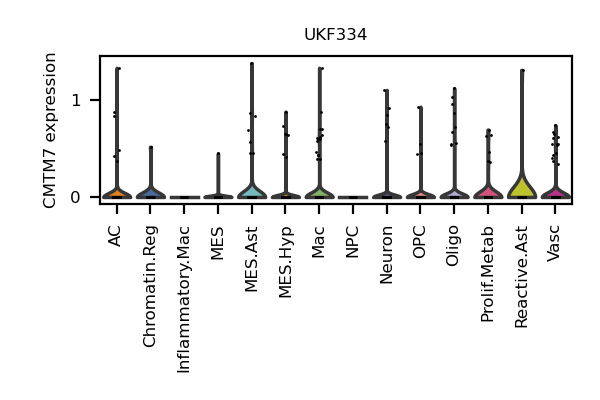 UKF334
CMTM7 expression
1
0
AC
Chromatin.Reg
Inflammatory.Mac
MES
MES.Ast
MES.Hyp
Mac
NPC
Neuron
OPC
Oligo
Prolif.Metab
Reactive.Ast
Vasc